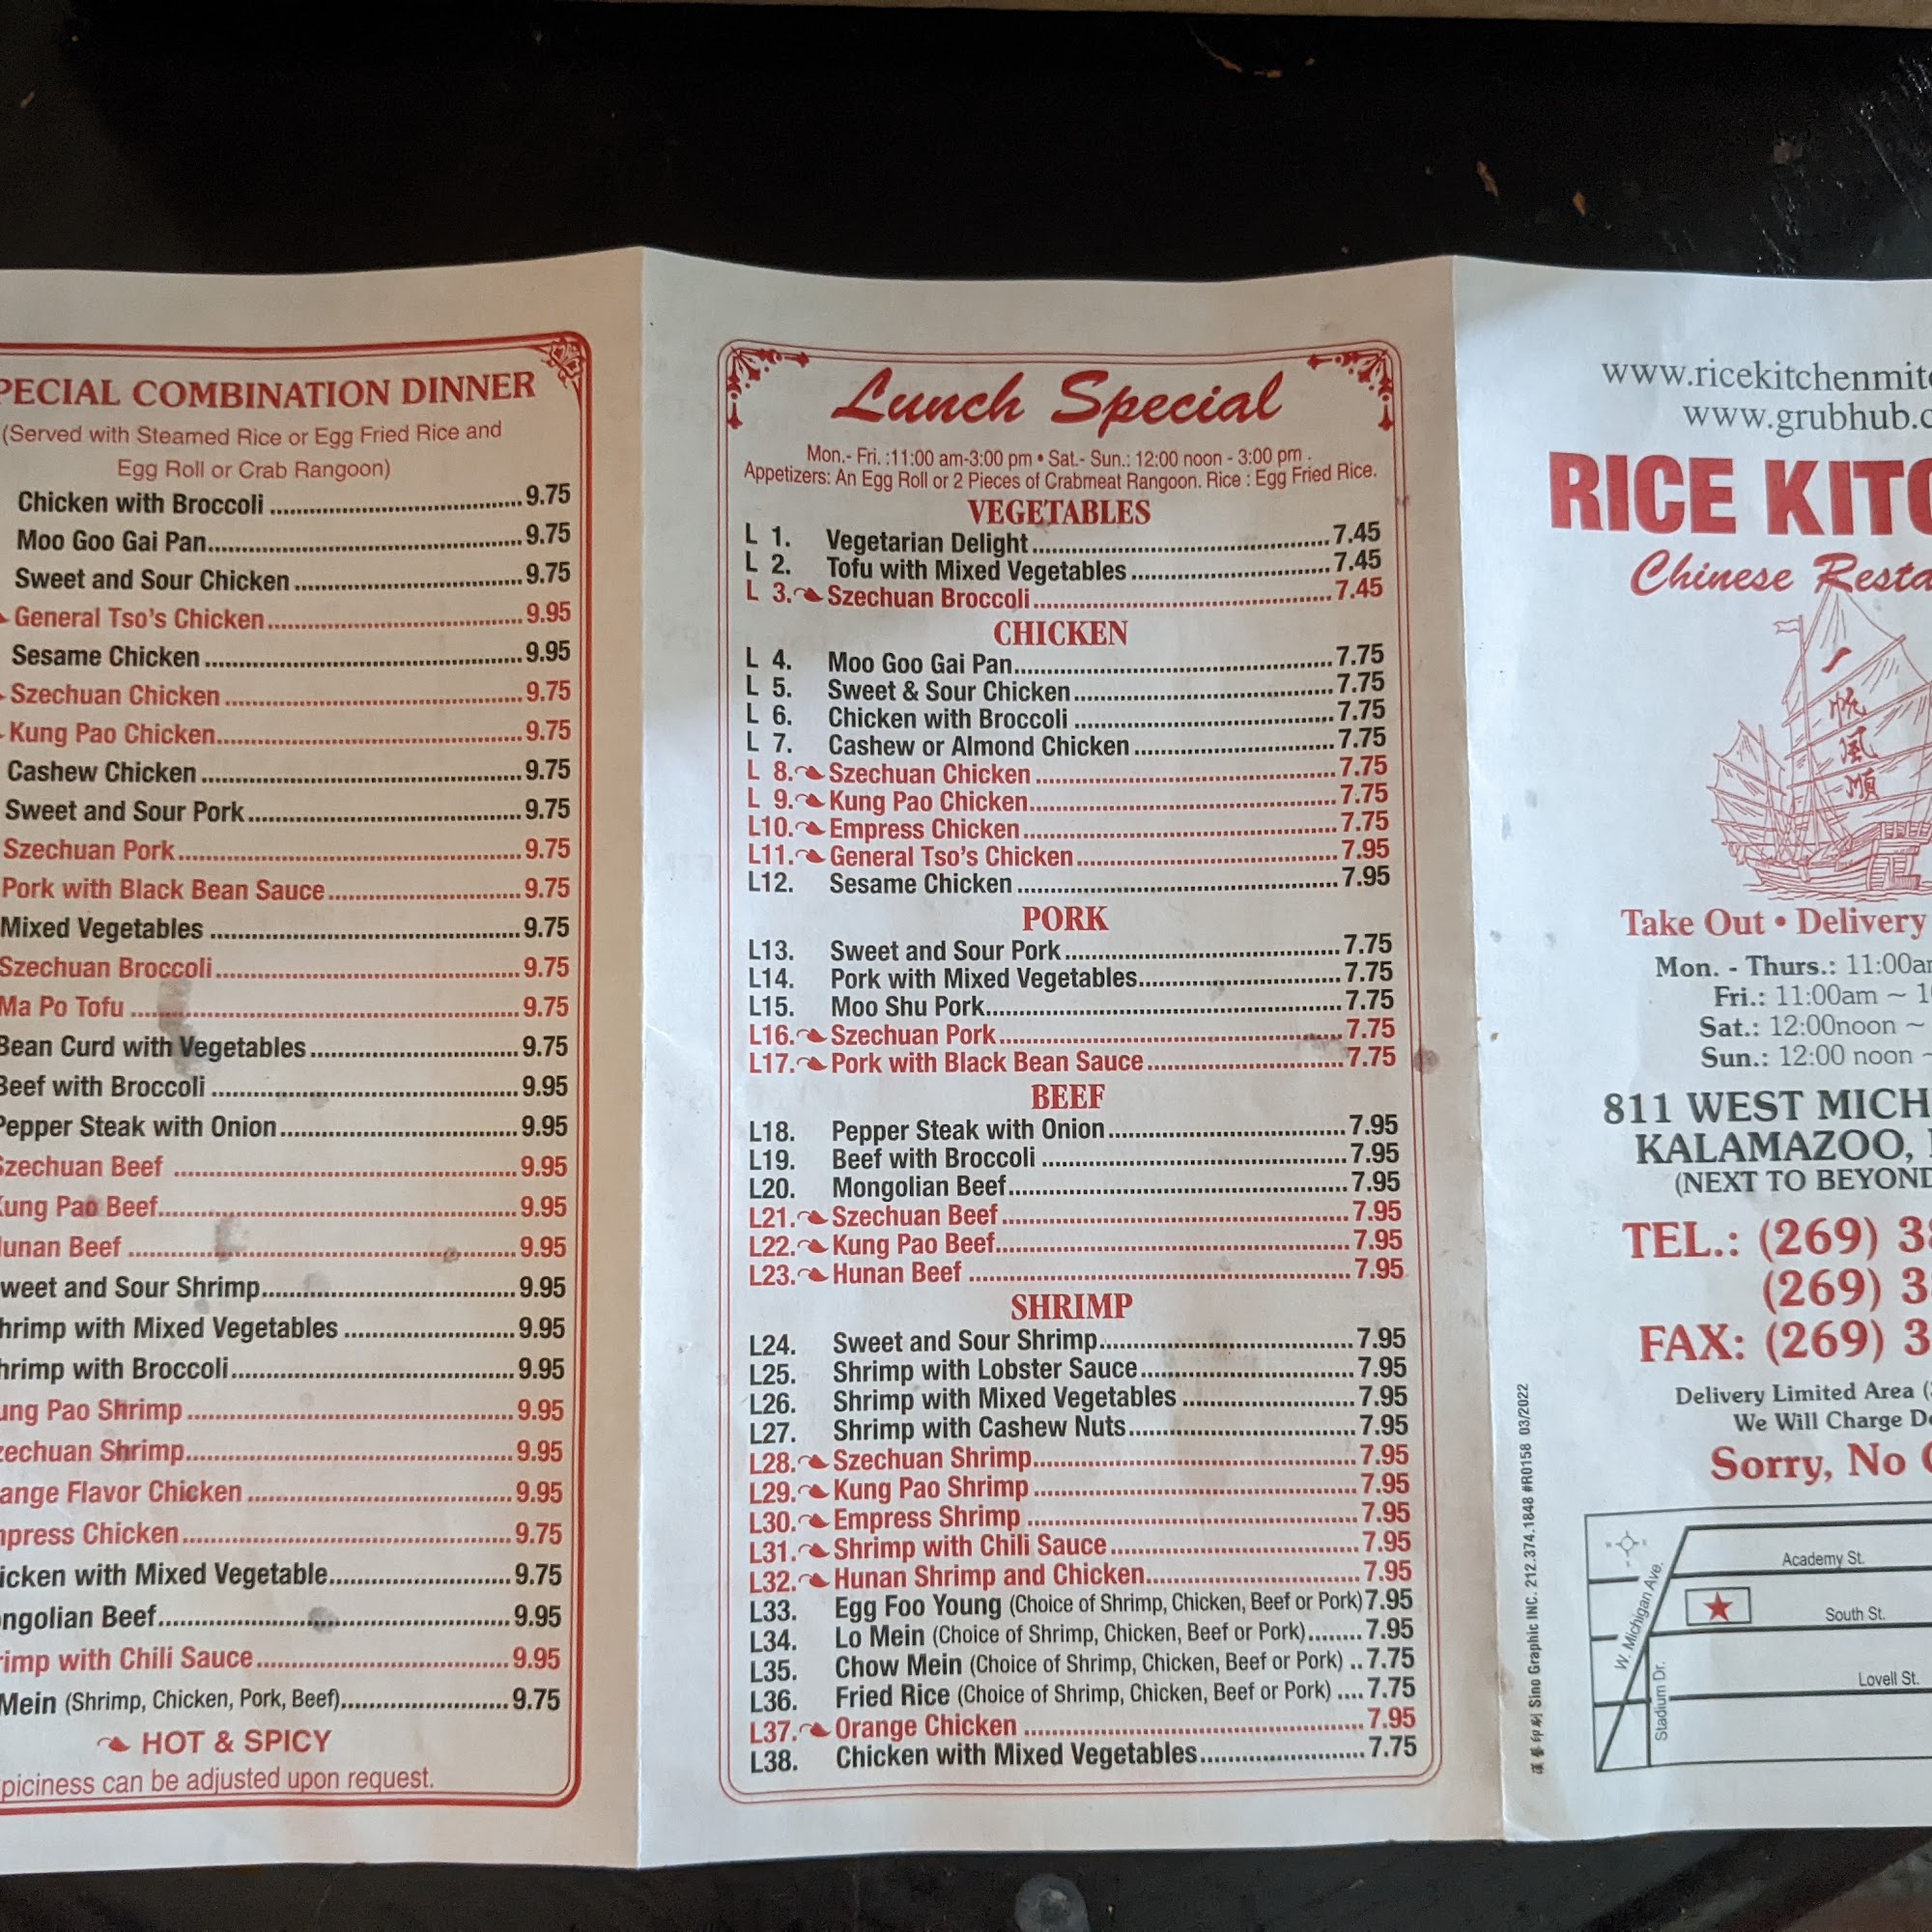 PECIAL COMBINATION DINNER
(Served with Steamed Rice or Egg Fried Rice and
Egg Roll or Crab Rangoon)
Chicken with Broccoli 9.75
Moo Goo Gai Pan 9.75
Sweet and Sour Chicken 9.75
General Tso's Chicken 9.95
Sesame Chicken 9.95
Szechuan Chicken 9.75
Kung Pao Chicken 9.75
Cashew Chicken 9.75
Sweet and Sour Pork 9.75
Szechuan Pork 9.75
Pork with Black Bean Sauce 9.75
Mixed Vegetables 9.75
Szechuan Broccoli 9.75
Ma Po Tofu 9.75
Bean Curd with Vegetables 9.75
Beef with Broccoli 9.95
Pepper Steak with Onion 9.95
Szechuan Beef 9.95
Kung Pao Beef 9.95
unan Beef 9.95
weet and Sour Shrimp 9.95
hrimp with Mixed Vegetables 9.95
hrimp with Broccoli 9.95
ung Pao Shrimp 9.95
zechuan Shrimp 9.95
ange Flavor Chicken 9.95
press Chicken 9.75
icken with Mixed Vegetable 9.75
ngolian Beef 9.95
rimp with Chili Sauce 9.95
Mein (Shrimp, Chicken, Pork, Beef) 9.75
HOT & SPICY
piciness can be adjusted upon request.
Lunch Special
Mon.- Fri. :11:00 am-3:00 pm • Sat.- Sun.: 12:00 noon - 3:00 pm .
Appetizers: An Egg Roll or 2 Pieces of Crabmeat Rangoon. Rice : Egg Fried Rice.
VEGETABLES
L 1. Vegetarian Delight 7.45
L 2. Tofu with Mixed Vegetables 7.45
L 3. Szechuan Broccoli 7.45
CHICKEN
L 4. Moo Goo Gai Pan 7.75
L 5. Sweet & Sour Chicken 7.75
L 6. Chicken with Broccoli 7.75
L 7. Cashew or Almond Chicken 7.75
L 8. Szechuan Chicken 7.75
L 9. Kung Pao Chicken 7.75
L10. Empress Chicken 7.75
L11. General Tso's Chicken 7.95
L12. Sesame Chicken 7.95
PORK
L13. Sweet and Sour Pork 7.75
L14. Pork with Mixed Vegetables 7.75
L15. Moo Shu Pork 7.75
L16. Szechuan Pork 7.75
L17. Pork with Black Bean Sauce 7.75
BEEF
L18. Pepper Steak with Onion 7.95
L19. Beef with Broccoli 7.95
L20. Mongolian Beef 7.95
L21. Szechuan Beef 7.95
L22. Kung Pao Beef 7.95
L23. Hunan Beef 7.95
SHRIMP
L24. Sweet and Sour Shrimp 7.95
L25. Shrimp with Lobster Sauce 7.95
L26. Shrimp with Mixed Vegetables 7.95
L27. Shrimp with Cashew Nuts 7.95
L28. Szechuan Shrimp 7.95
L29. Kung Pao Shrimp 7.95
L30. Empress Shrimp 7.95
L31. Shrimp with Chili Sauce 7.95
L32. Hunan Shrimp and Chicken 7.95
L33. Egg Foo Young (Choice of Shrimp, Chicken, Beef or Pork) 7.95
L34. Lo Mein (Choice of Shrimp, Chicken, Beef or Pork) 7.95
L35. Chow Mein (Choice of Shrimp, Chicken, Beef or Pork) 7.75
L36. Fried Rice (Choice of Shrimp, Chicken, Beef or Pork) 7.75
L37. Orange Chicken 7.95
L38. Chicken with Mixed Vegetables 7.75
www.ricekitchenmit
www.grubhub.c
RICE KITC
Chinese Resta
一帆風順
Take Out • Delivery
Mon. - Thurs.: 11:00a
Fri.: 11:00am ~ 1
Sat.: 12:00noon ~
Sun.: 12:00 noon ~
811 WEST MICH
KALAMAZOO,
(NEXT TO BEYOND
TEL.: (269) 3
(269) 3
FAX: (269) 3
Delivery Limited Area (
We Will Charge De
Sorry, No
Sino Graphic INC. 212.374.1848 #R0158 03/2022
Academy St.
South St.
Lovell St.
W. Michigan Ave.
Stadium Dr.